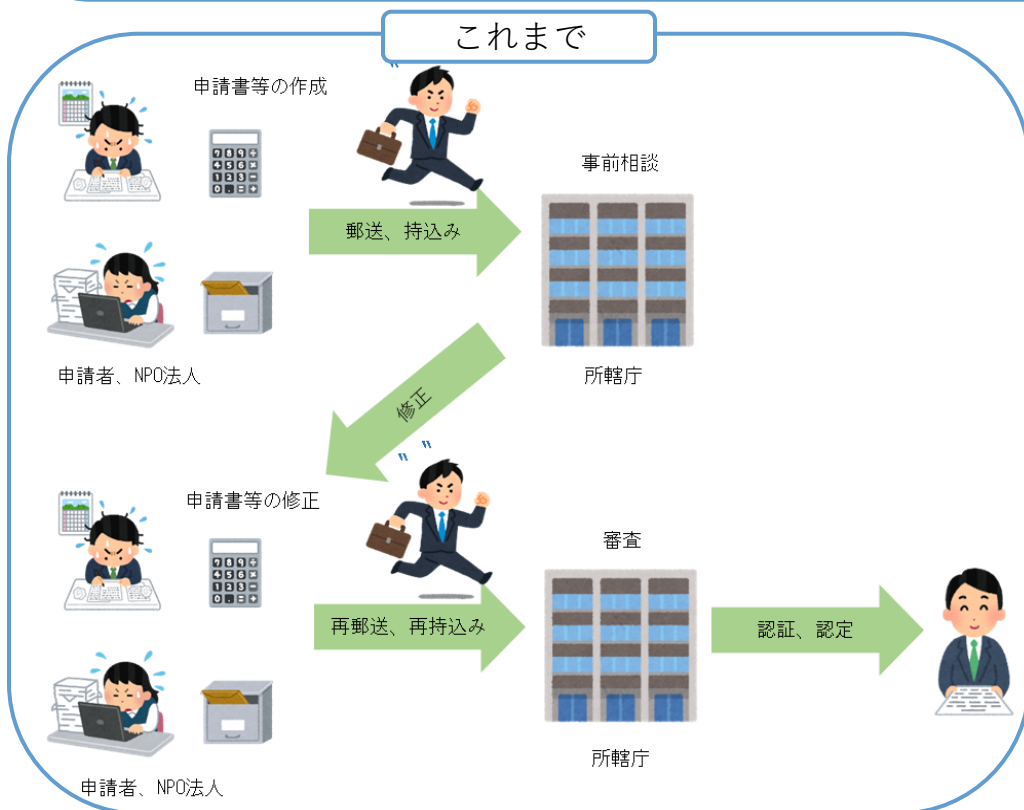 これまで
申請書等の作成
郵送、持込み
事前相談
申請者、NPO法人
所轄庁
修正
申請書等の修正
再郵送、再持込み
審査
認証、認定
所轄庁
申請者、NPO法人